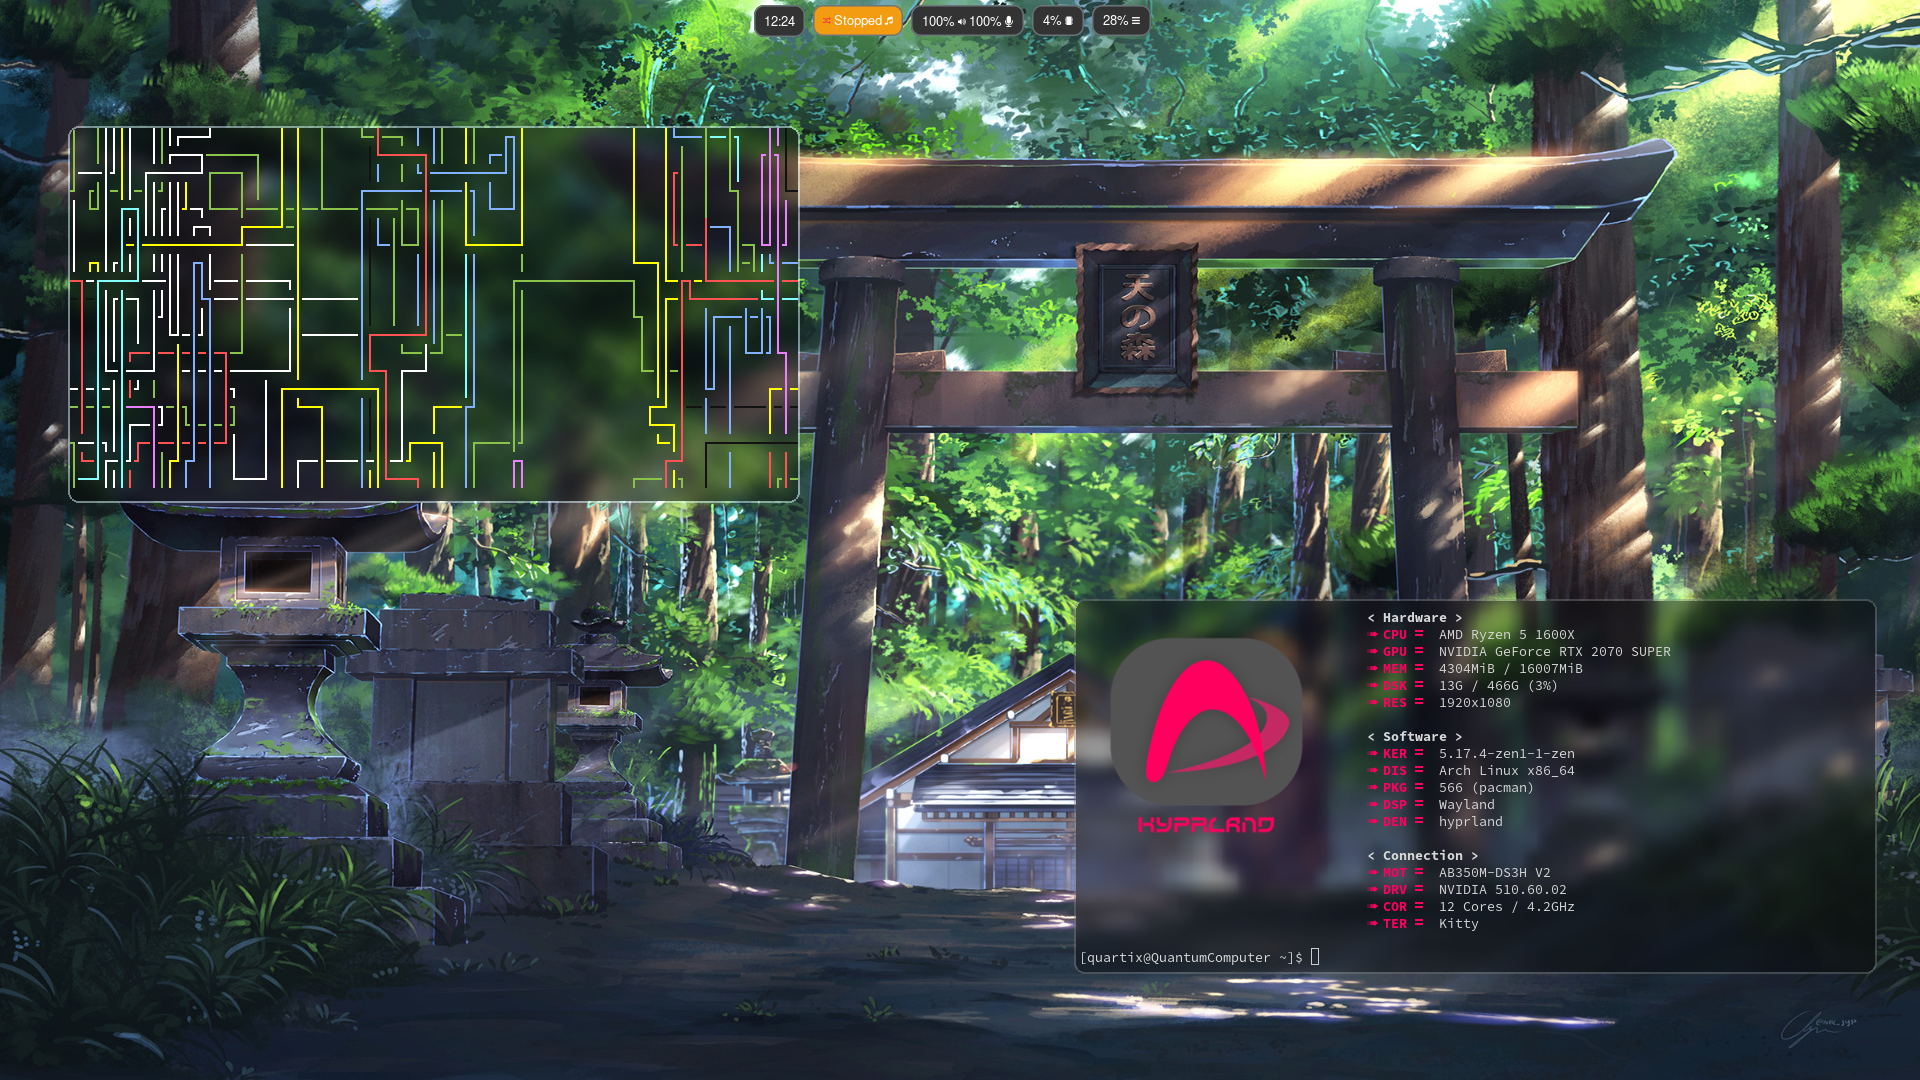 12:24
Stopped
100% 100%
4%
28%
天の森
HYPRLAND
< Hardware >
CPU = AMD Ryzen 5 1600X
GPU = NVIDIA GeForce RTX 2070 SUPER
MEM = 4304MiB / 16007MiB
DSK = 13G / 466G (3%)
RES = 1920x1080
< Software >
KER = 5.17.4-zen1-1-zen
DIS = Arch Linux x86_64
PKG = 566 (pacman)
DSP = Wayland
DEN = hyprland
< Connection >
MOT = AB350M-DS3H V2
DRV = NVIDIA 510.60.02
COR = 12 Cores / 4.2GHz
TER = Kitty
[quartix@QuantumComputer ~]$